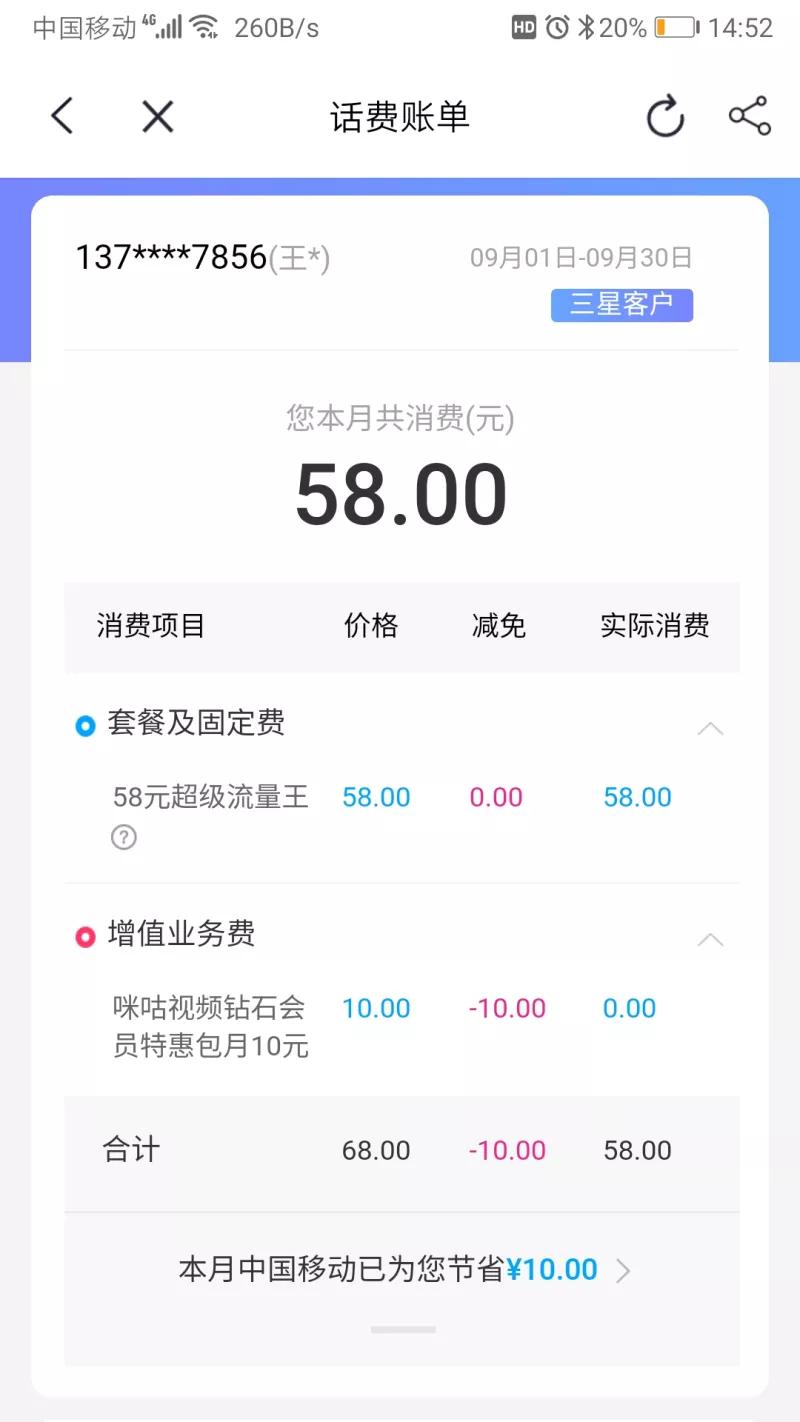 中国移动 4G 260B/s HD 20% 14:52
话费账单
137****7856(王*) 09月01日-09月30日
三星客户
您本月共消费(元)
58.00
消费项目 价格 减免 实际消费
套餐及固定费
58元超级流量王 58.00 0.00 58.00
?
增值业务费
咪咕视频钻石会 10.00 -10.00 0.00
员特惠包月10元
合计 68.00 -10.00 58.00
本月中国移动已为您节省¥10.00